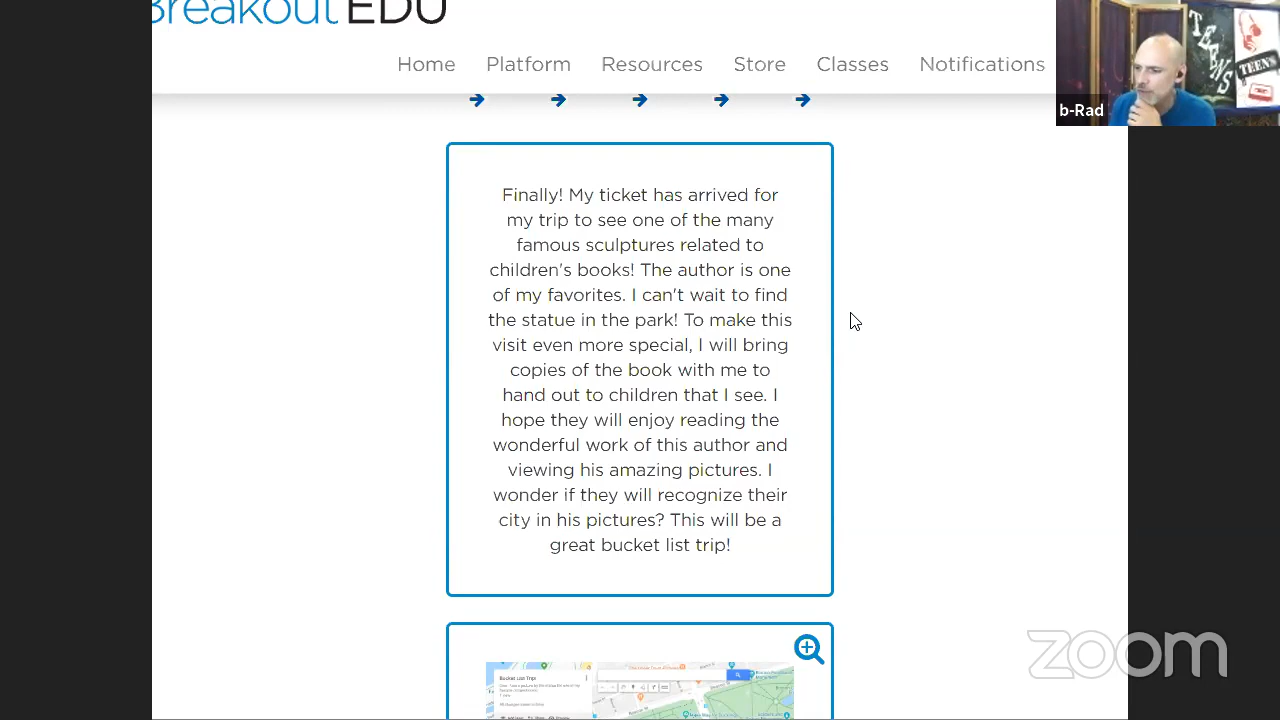 Breakout EDU
Home Platform Resources Store Classes Notifications
TEENS
TEENS
b-Rad
Finally! My ticket has arrived for
my trip to see one of the many
famous sculptures related to
children's books! The author is one
of my favorites. I can't wait to find
the statue in the park! To make this
visit even more special, I will bring
copies of the book with me to
hand out to children that I see. I
hope they will enjoy reading the
wonderful work of this author and
viewing his amazing pictures. I
wonder if they will recognize their
city in his pictures? This will be a
great bucket list trip!
Bucket List Trips
zoom